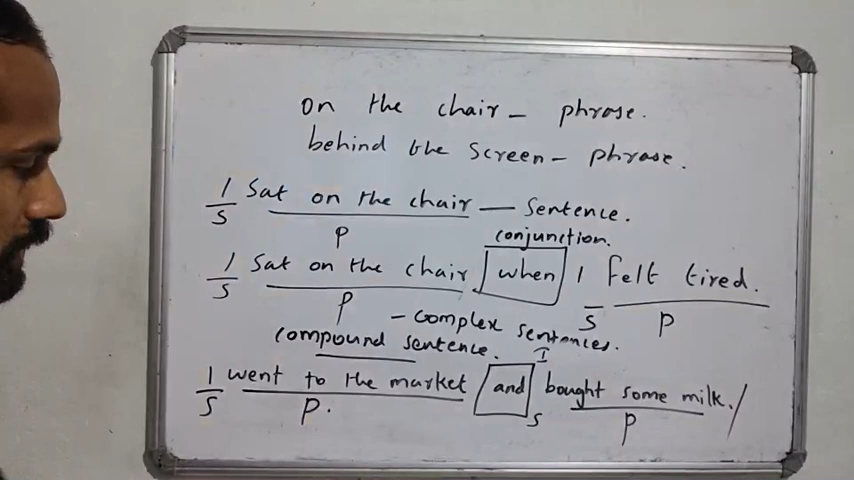 on the chair - phrase.
behind the screen - phrase.
I Sat on the chair - Sentence.
S P
conjunction.
I Sat on the chair / when I felt tired.
S P S P
- complex sentences.
compound sentence.
I
I went to the market / and bought some milk. /
S P. S P